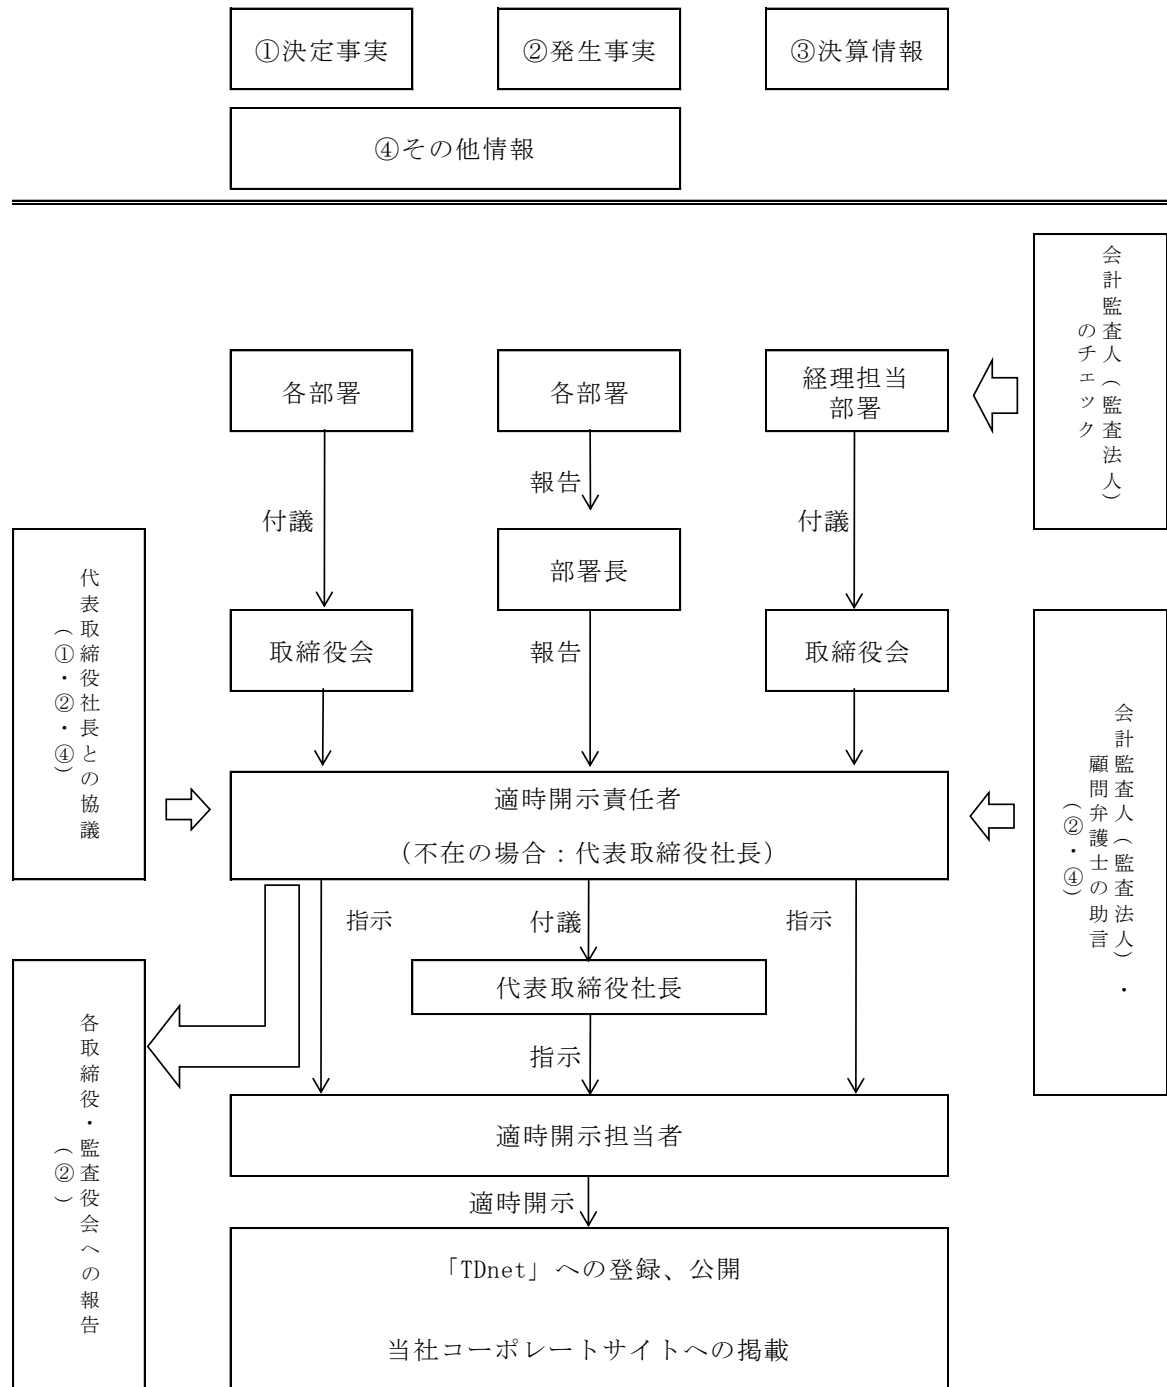 ①決定事実
②発生事実
③決算情報
④その他情報
会計監査人(監査法人)
のチェック
各部署
各部署
経理担当
部署
報告
付議
付議
部署長
代表取締役社長との協議
(①・②・④)
取締役会
報告
取締役会
会計監査人(監査法人)・
顧問弁護士の助言
(②・④)
適時開示責任者
(不在の場合:代表取締役社長)
指示
付議
指示
代表取締役社長
各取締役・監査役会への報告
(②)
指示
適時開示担当者
適時開示
「TDnet」への登録、公開
当社コーポレートサイトへの掲載